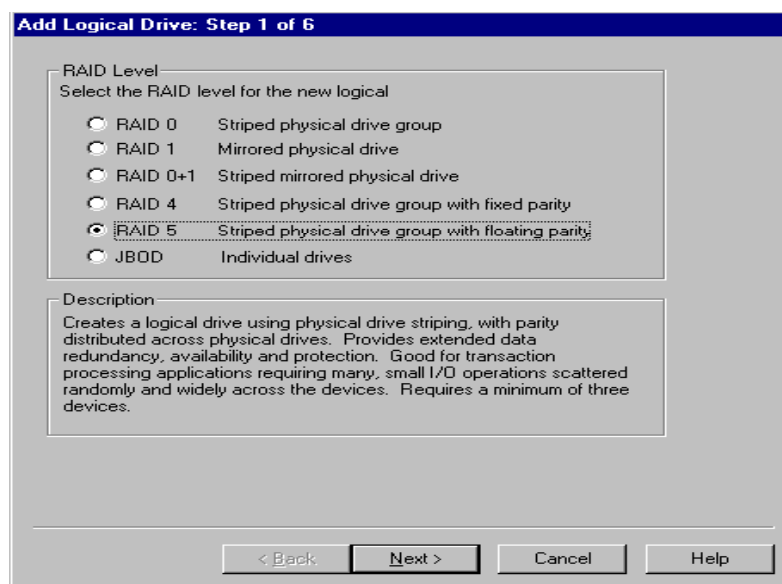 Add Logical Drive: Step 1 of 6
RAID Level
Select the RAID level for the new logical
RAID 0 Striped physical drive group
RAID 1 Mirrored physical drive
RAID 0+1 Striped mirrored physical drive
RAID 4 Striped physical drive group with fixed parity
RAID 5 Striped physical drive group with floating parity
JBOD Individual drives
Description
Creates a logical drive using physical drive striping, with parity
distributed across physical drives. Provides extended data
redundancy, availability and protection. Good for transaction
processing applications requiring many, small I/O operations scattered
randomly and widely across the devices. Requires a minimum of three
devices.
< Back Next > Cancel Help